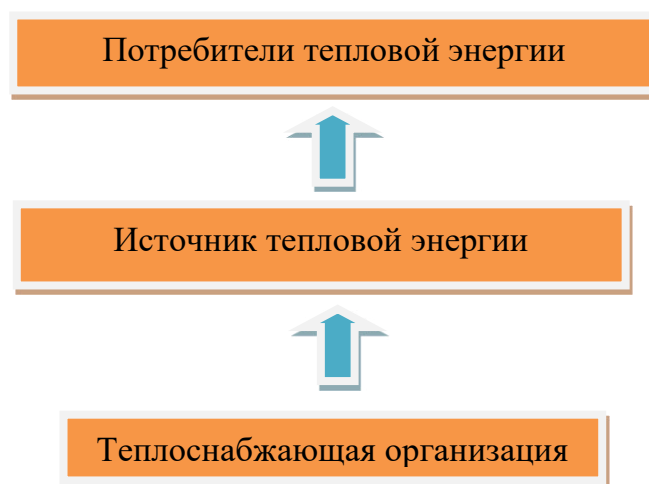 Потребители тепловой энергии
Источник тепловой энергии
Теплоснабжающая организация